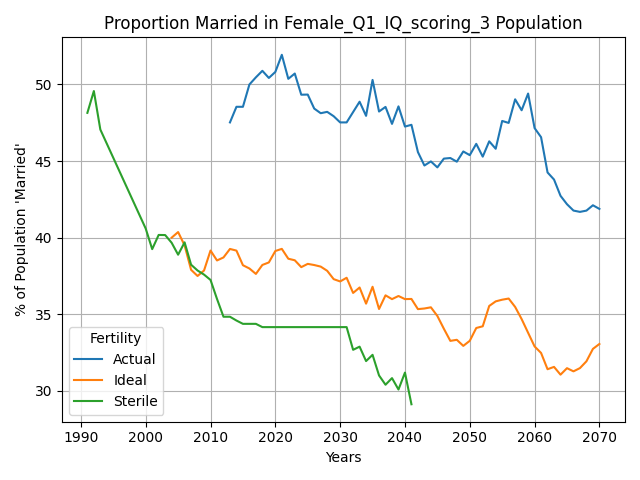 Proportion Married in Female_Q1_IQ_scoring_3 Population
% of Population 'Married'
50
45
40
35
30
Fertility
Actual
Ideal
Sterile
1990 2000 2010 2020 2030 2040 2050 2060 2070
Years